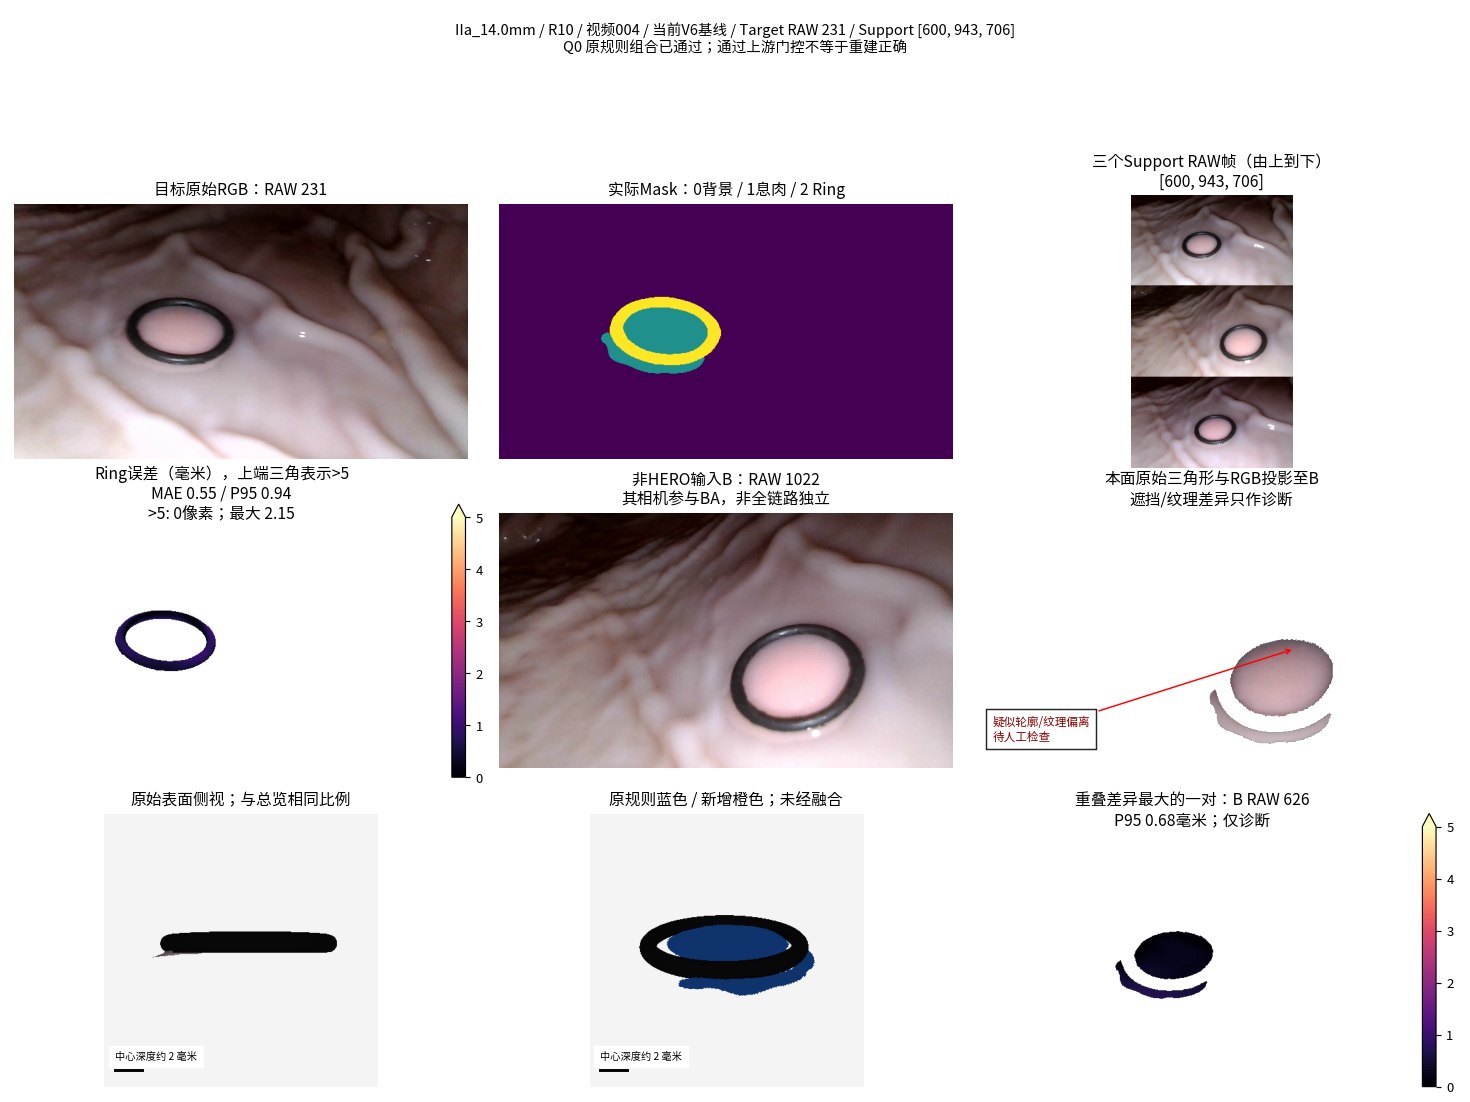 IIa_14.0mm / R10 / 视频004 / 当前V6基线 / Target RAW 231 / Support [600, 943, 706]
Q0 原规则组合已通过；通过上游门控不等于重建正确
目标原始RGB：RAW 231
实际Mask：0背景 / 1息肉 / 2 Ring
三个Support RAW帧（由上到下）
[600, 943, 706]
Ring误差（毫米），上端三角表示>5
MAE 0.55 / P95 0.94
>5: 0像素；最大 2.15
5
4
3
2
1
0
非HERO输入B：RAW 1022
其相机参与BA，非全链路独立
本面原始三角形与RGB投影至B
遮挡/纹理差异只作诊断
疑似轮廓/纹理偏离
待人工检查
原始表面侧视；与总览相同比例
中心深度约 2 毫米
原规则蓝色 / 新增橙色；未经融合
中心深度约 2 毫米
重叠差异最大的一对：B RAW 626
P95 0.68毫米；仅诊断
5
4
3
2
1
0